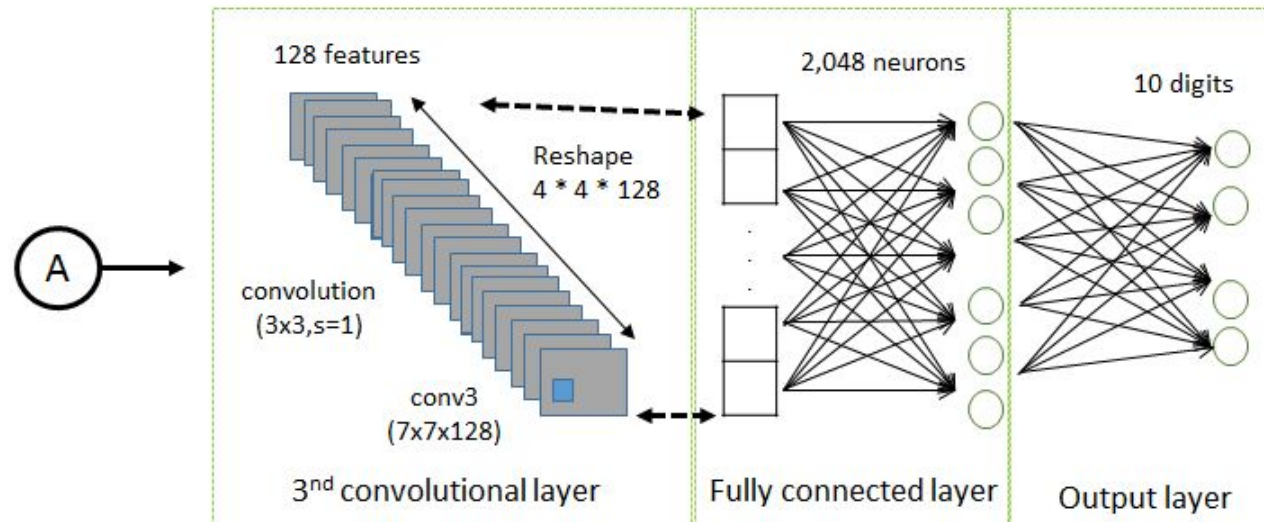 128 features
2,048 neurons
10 digits
Reshape
4 * 4 * 128
A
convolution
(3x3,s=1)
conv3
(7x7x128)
3nd convolutional layer
Fully connected layer
Output layer